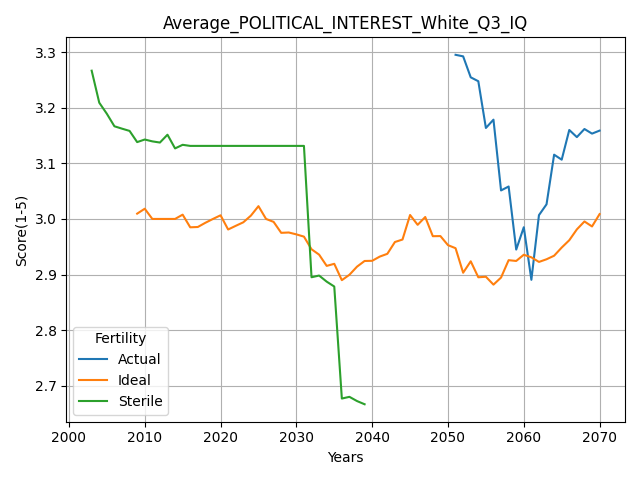 Average_POLITICAL_INTEREST_White_Q3_IQ
3.3
3.2
3.1
3.0
2.9
2.8
2.7
Score(1-5)
Fertility
Actual
Ideal
Sterile
2000 2010 2020 2030 2040 2050 2060 2070
Years